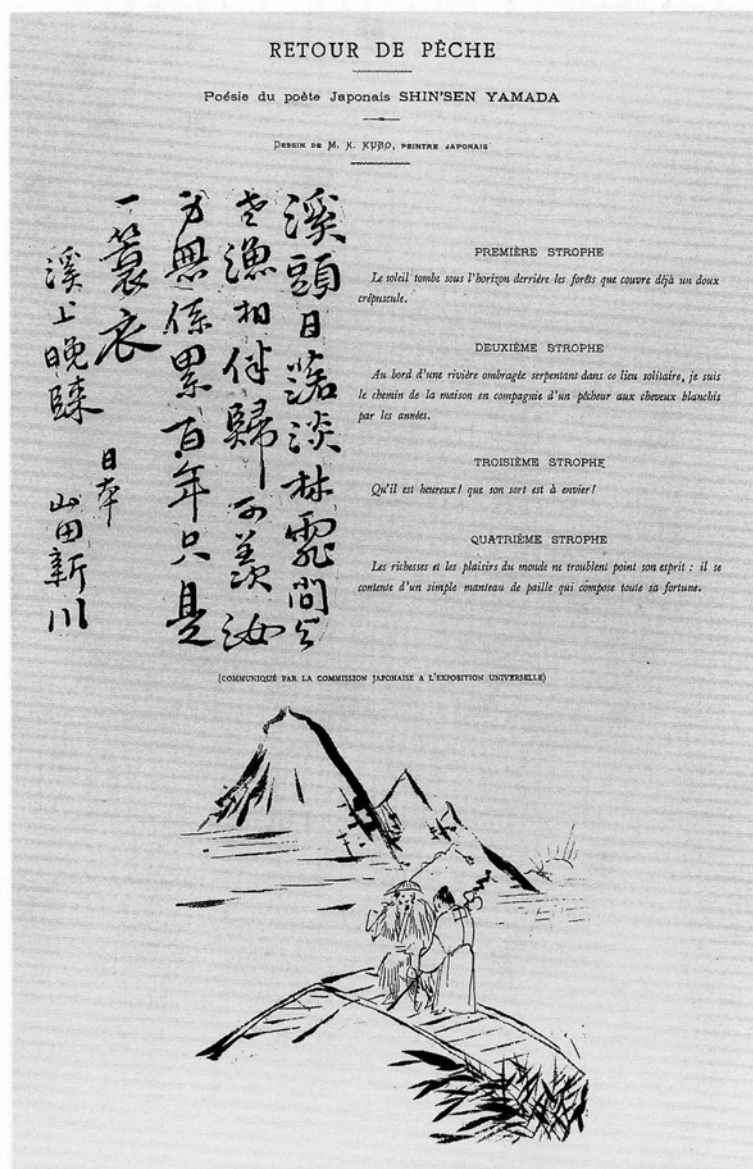 RETOUR DE PÊCHE
Poésie du poète Japonais SHIN'SEN YAMADA
DESSIN DE M. K. KUBO, PEINTRE JAPONAIS
溪頭日落淡林霏間与
老漁相伴歸可羨汝
身無係累百年只是
一簑衣
溪上晚
日本
山田新川
PREMIÈRE STROPHE
Le soleil tombe sous l'horizon derrière les forêts que couvre déjà un doux
crépuscule.
DEUXIÈME STROPHE
Au bord d'une rivière ombragée serpentant dans ce lieu solitaire, je suis
le chemin de la maison en compagnie d'un pêcheur aux cheveux blanchis
par les années.
TROISIÈME STROPHE
Qu'il est heureux! que son sort est à envier!
QUATRIÈME STROPHE
Les richesses et les plaisirs du monde ne troublent point son esprit : il se
contente d'un simple manteau de paille qui compose toute sa fortune.
(COMMUNIQUÉ PAR LA COMMISSION JAPONAISE A L'EXPOSITION UNIVERSELLE)